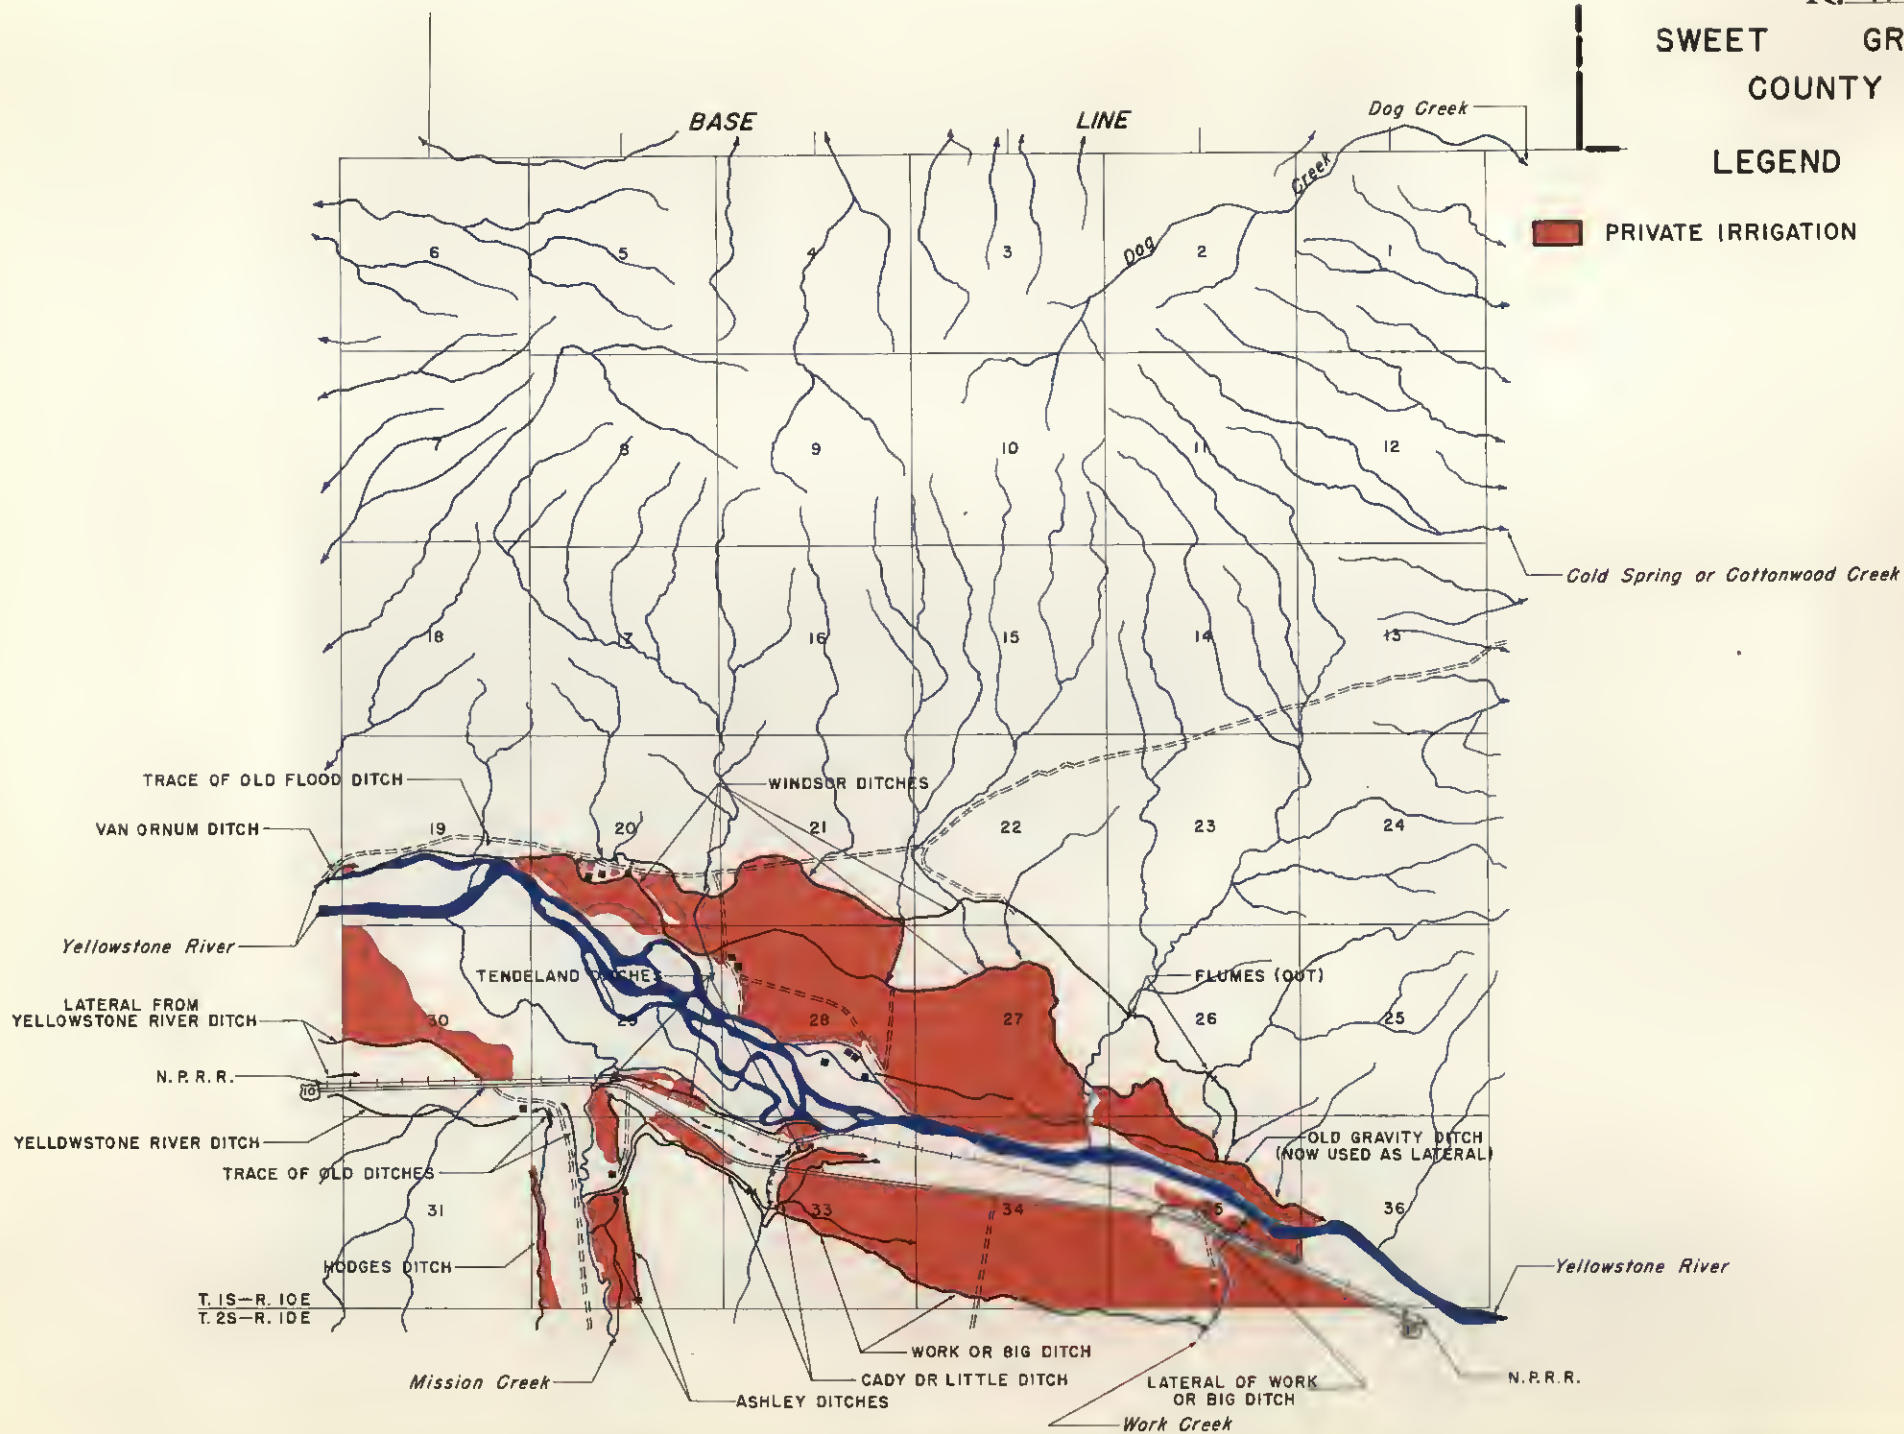 SWEET GR
COUNTY
LEGEND
PRIVATE IRRIGATION
BASE LINE
Dog Creek
Dog Creek
6 5 4 3 2 1
7 8 9 10 11 12
Cold Spring or Cottonwood Creek
18 17 16 15 14 13
TRACE OF OLD FLOOD DITCH
WINDSOR DITCHES
VAN ORNUM DITCH
19 20 21 22 23 24
Yellowstone River
TENDELAND DITCHES
FLUMES (OUT)
LATERAL FROM
YELLOWSTONE RIVER DITCH
30 29 28 27 26 25
N.P.R.R.
10
YELLOWSTONE RIVER DITCH
OLD GRAVITY DITCH
(NOW USED AS LATERAL)
TRACE OF OLD DITCHES
31 33 34 35 36
HODGES DITCH
Yellowstone River
T. 1S-R. 10E
T. 2S-R. 10E
WORK OR BIG DITCH
Mission Creek
CADY OR LITTLE DITCH
LATERAL OF WORK
OR BIG DITCH
N.P.R.R.
ASHLEY DITCHES
Work Creek